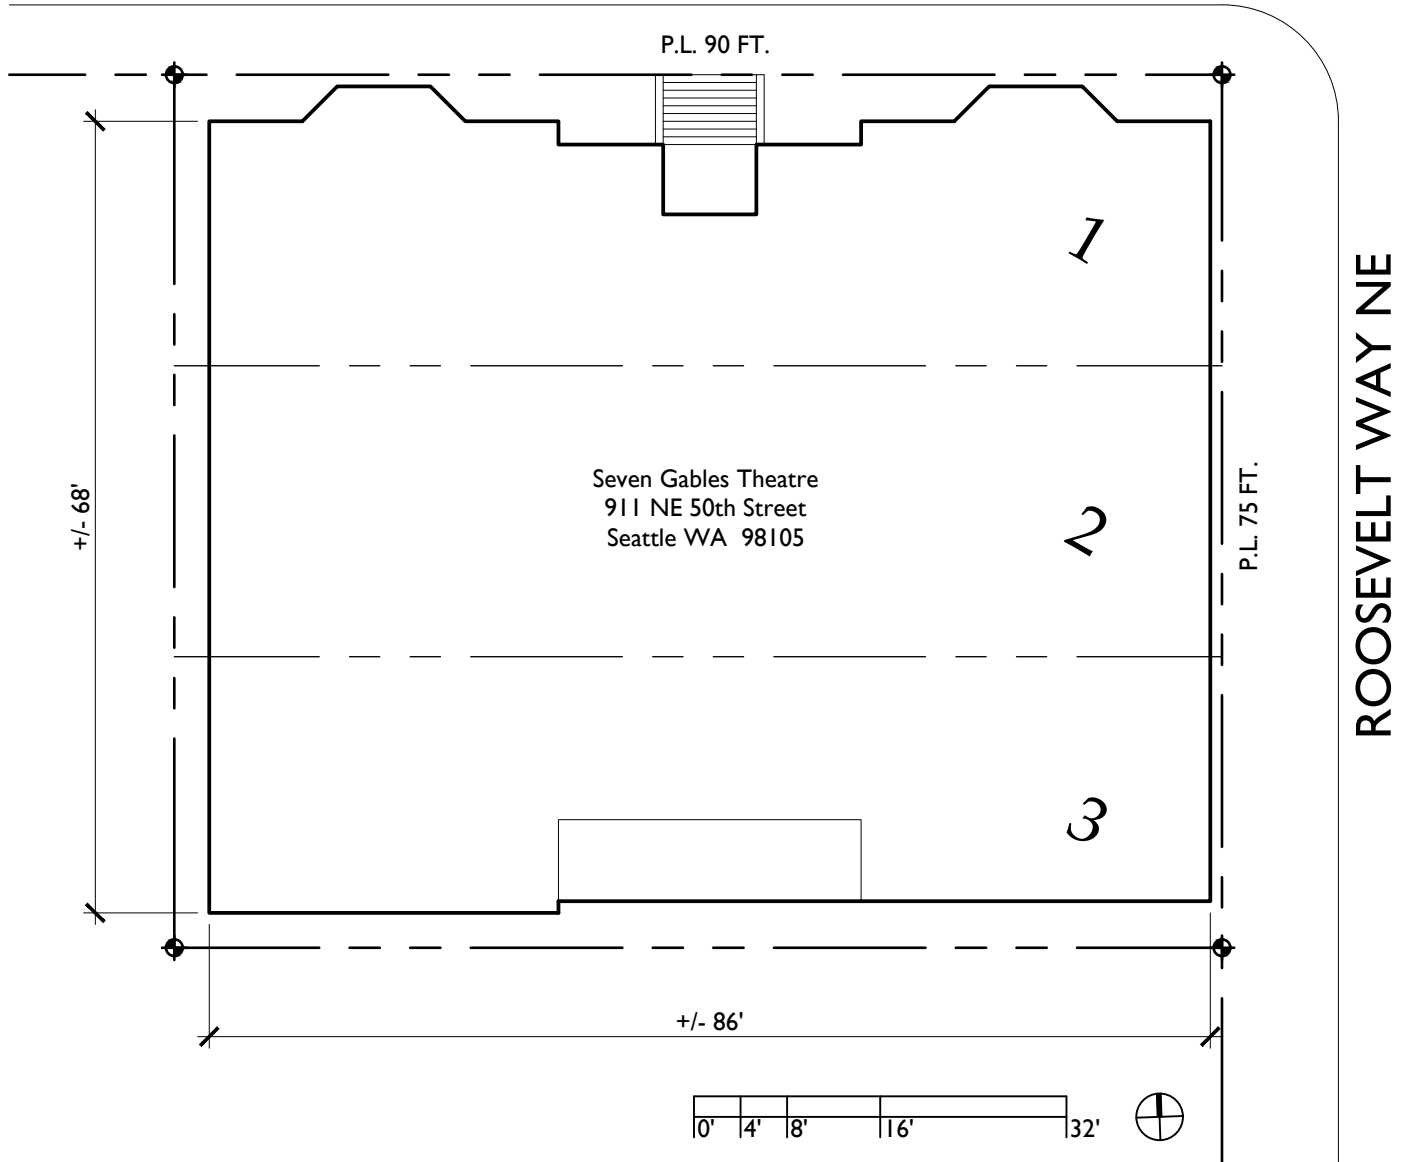 P.L. 90 FT.
1
ROOSEVELT WAY NE
+/- 68'
Seven Gables Theatre
911 NE 50th Street
Seattle WA 98105
2
P.L. 75 FT.
3
+/- 86'
0' 4' 8' 16' 32'